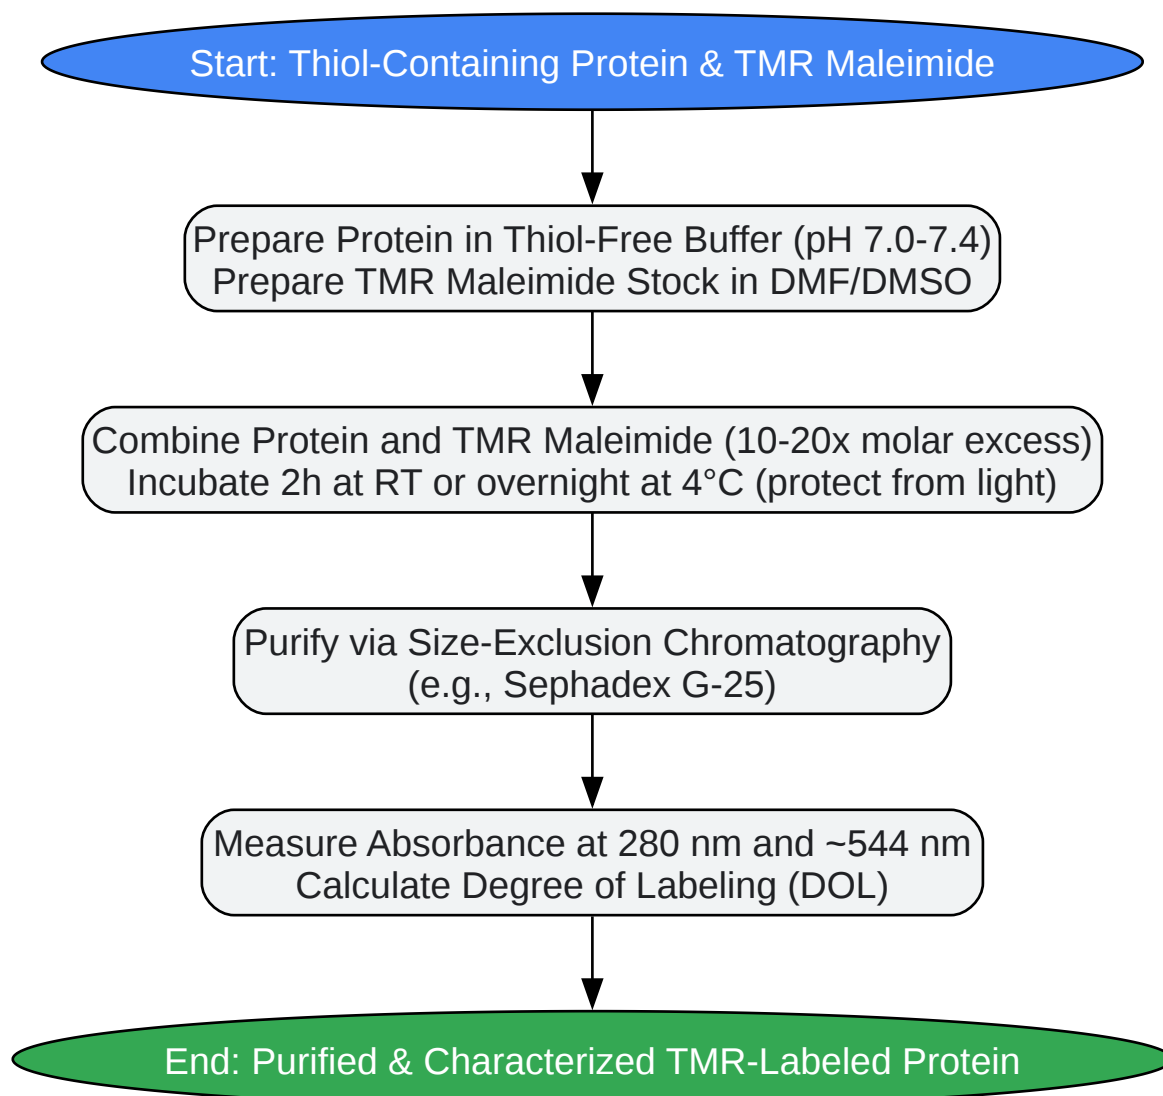 Start: Thiol-Containing Protein & TMR Maleimide
Prepare Protein in Thiol-Free Buffer (pH 7.0-7.4)
Prepare TMR Maleimide Stock in DMF/DMSO
Combine Protein and TMR Maleimide (10-20x molar excess)
Incubate 2h at RT or overnight at 4°C (protect from light)
Purify via Size-Exclusion Chromatography
(e.g., Sephadex G-25)
Measure Absorbance at 280 nm and ~544 nm
Calculate Degree of Labeling (DOL)
End: Purified & Characterized TMR-Labeled Protein